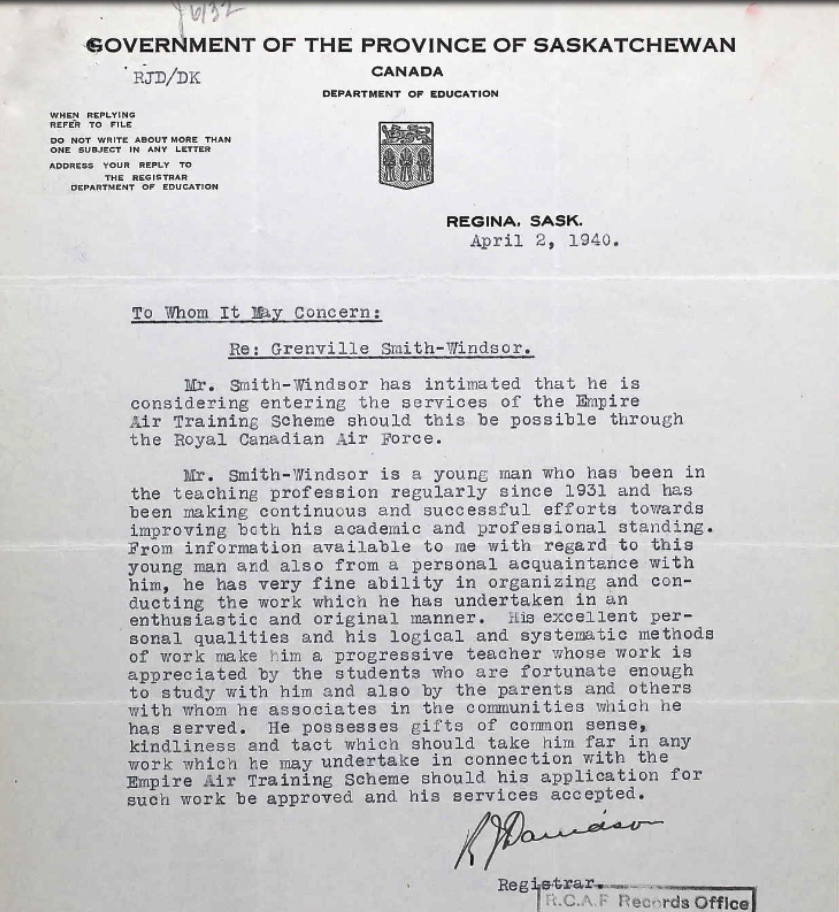 GOVERNMENT OF THE PROVINCE OF SASKATCHEWAN
RJD/DK
CANADA
DEPARTMENT OF EDUCATION
WHEN REPLYING
REFER TO FILE
DO NOT WRITE ABOUT MORE THAN
ONE SUBJECT IN ANY LETTER
ADDRESS YOUR REPLY TO
THE REGISTRAR
DEPARTMENT OF EDUCATION
REGINA, SASK.
April 2, 1940.
To Whom It May Concern:
Re: Grenville Smith-Windsor.
Mr. Smith-Windsor has intimated that he is
considering entering the services of the Empire
Air Training Scheme should this be possible through
the Royal Canadian Air Force.
Mr. Smith-Windsor is a young man who has been in
the teaching profession regularly since 1931 and has
been making continuous and successful efforts towards
improving both his academic and professional standing.
From information available to me with regard to this
young man and also from a personal acquaintance with
him, he has very fine ability in organizing and con-
ducting the work which he has undertaken in an
enthusiastic and original manner. His excellent per-
sonal qualities and his logical and systematic methods
of work make him a progressive teacher whose work is
appreciated by the students who are fortunate enough
to study with him and also by the parents and others
with whom he associates in the communities which he
has served. He possesses gifts of common sense,
kindliness and tact which should take him far in any
work which he may undertake in connection with the
Empire Air Training Scheme should his application for
such work be approved and his services accepted.
RJDavidson
Registrar.
R.C.A.F Records Office